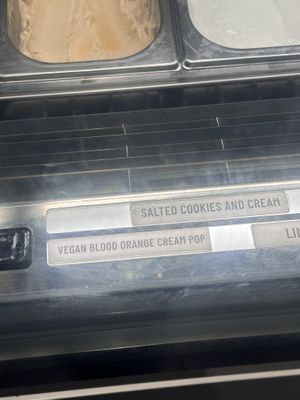 SALTED COOKIES AND CREAM
VEGAN BLOOD ORANGE CREAM POP